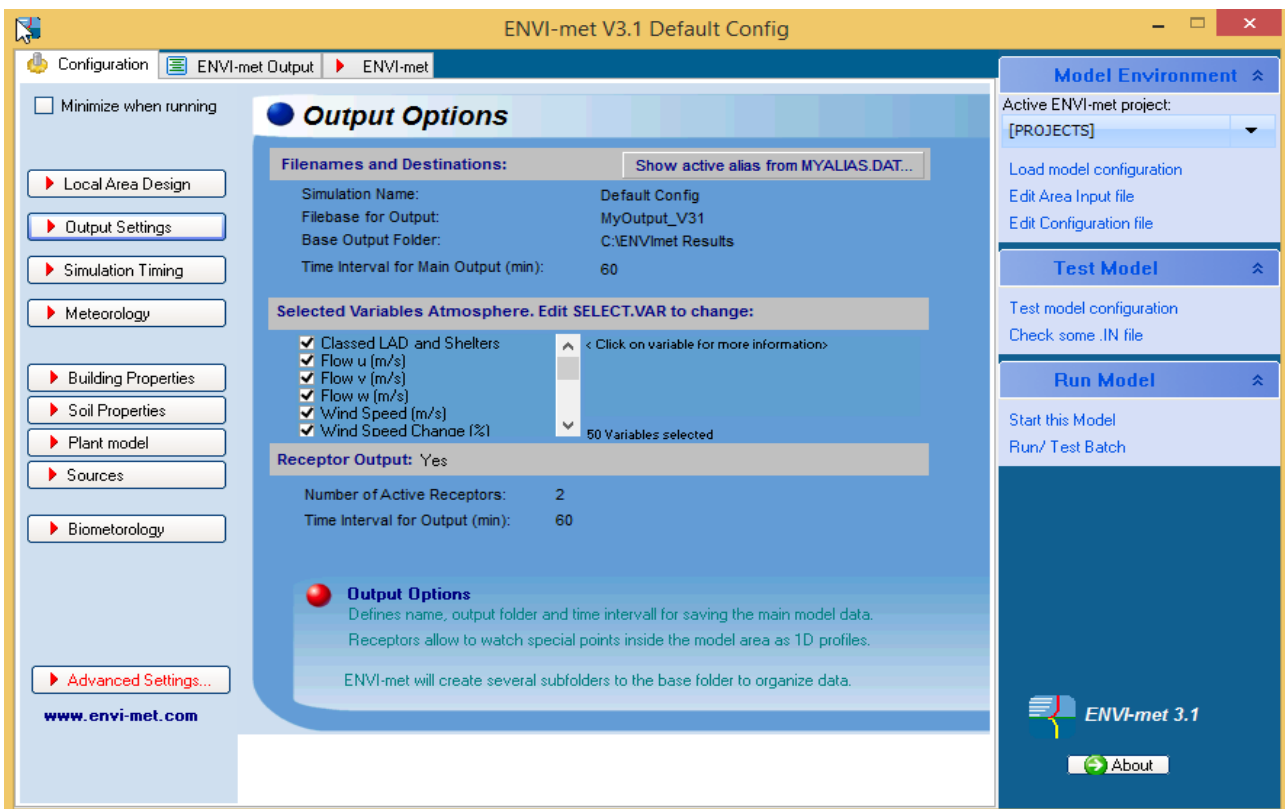 ENVI-met V3.1 Default Config
Configuration
ENVI-met Output
ENVI-met
Minimize when running
Local Area Design
Output Settings
Simulation Timing
Meteorology
Building Properties
Soil Properties
Plant model
Sources
Biometorology
Advanced Settings...
www.envi-met.com
Output Options
Filenames and Destinations:
Show active alias from MYALIAS.DAT...
Simulation Name: Default Config
Filebase for Output: MyOutput_V31
Base Output Folder: C:\ENVImet Results
Time Interval for Main Output (min): 60
Selected Variables Atmosphere. Edit SELECT.VAR to change:
Classed LAD and Shelters
Flow u (m/s)
Flow v (m/s)
Flow w (m/s)
Wind Speed (m/s)
Wind Speed Change (%)
< Click on variable for more information>
50 Variables selected
Receptor Output: Yes
Number of Active Receptors: 2
Time Interval for Output (min): 60
Output Options
Defines name, output folder and time intervall for saving the main model data.
Receptors allow to watch special points inside the model area as 1D profiles.
ENVI-met will create several subfolders to the base folder to organize data.
Model Environment
Active ENVI-met project:
[PROJECTS]
Load model configuration
Edit Area Input file
Edit Configuration file
Test Model
Test model configuration
Check some .IN file
Run Model
Start this Model
Run/ Test Batch
ENVI-met 3.1
About